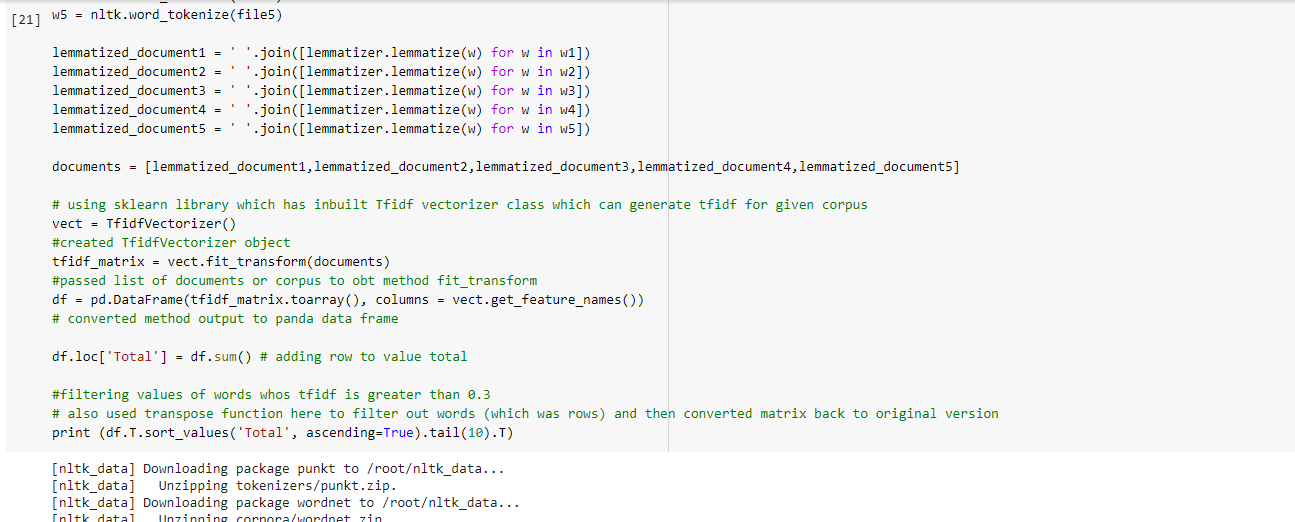 [21] w5 = nltk.word_tokenize(file5)
lemmatized_document1 = ' '.join([lemmatizer.lemmatize(w) for w in w1])
lemmatized_document2 = ' '.join([lemmatizer.lemmatize(w) for w in w2])
lemmatized_document3 = ' '.join([lemmatizer.lemmatize(w) for w in w3])
lemmatized_document4 = ' '.join([lemmatizer.lemmatize(w) for w in w4])
lemmatized_document5 = ' '.join([lemmatizer.lemmatize(w) for w in w5])
documents = [lemmatized_document1,lemmatized_document2,lemmatized_document3,lemmatized_document4,lemmatized_document5]
# using sklearn library which has inbuilt Tfidf vectorizer class which can generate tfidf for given corpus
vect = TfidfVectorizer()
#created TfidfVectorizer object
tfidf_matrix = vect.fit_transform(documents)
#passed list of documents or corpus to obt method fit_transform
df = pd.DataFrame(tfidf_matrix.toarray(), columns = vect.get_feature_names())
# converted method output to panda data frame
df.loc['Total'] = df.sum() # adding row to value total
#filtering values of words whos tfidf is greater than 0.3
# also used transpose function here to filter out words (which was rows) and then converted matrix back to original version
print (df.T.sort_values('Total', ascending=True).tail(10).T)
[nltk_data] Downloading package punkt to /root/nltk_data...
[nltk_data]   Unzipping tokenizers/punkt.zip.
[nltk_data] Downloading package wordnet to /root/nltk_data...
[nltk_data]   Unzipping corpora/wordnet.zip